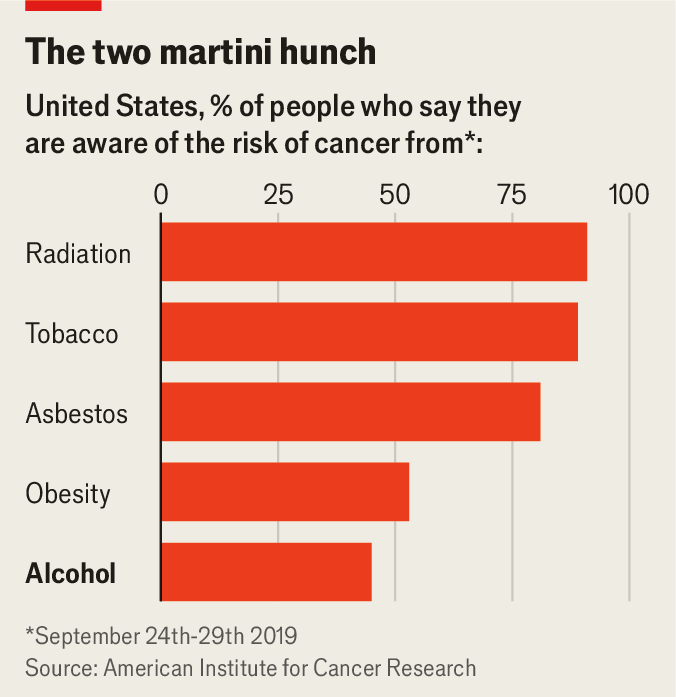 The two martini hunch
United States, % of people who say they
are aware of the risk of cancer from*:
0 25 50 75 100
Radiation
Tobacco
Asbestos
Obesity
Alcohol
*September 24th-29th 2019
Source: American Institute for Cancer Research